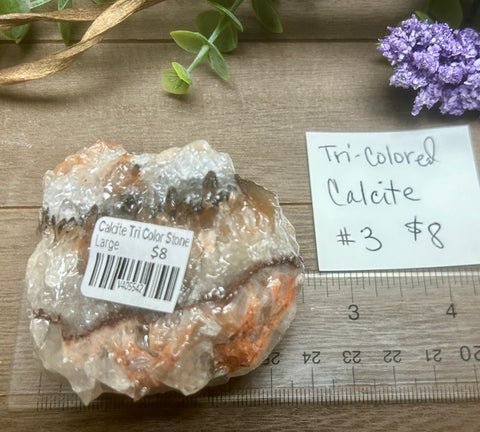 Calcite Tri Color Stone
Large
$8
V405542
Tri-Colored
Calcite
#3 $8
3 4
25 24 23 22 21 20